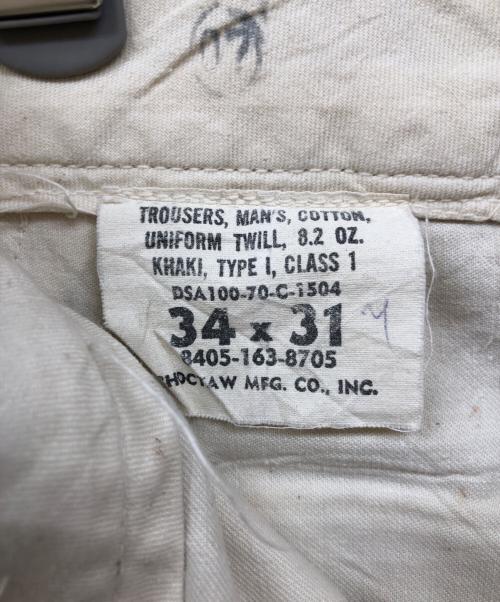 TROUSERS, MAN'S, COTTON,
UNIFORM TWILL, 8.2 OZ.
KHAKI, TYPE I, CLASS 1
DSA100-70-C-1504
34 x 31
8405-163-8705
CHOCTAW MFG. CO., INC.